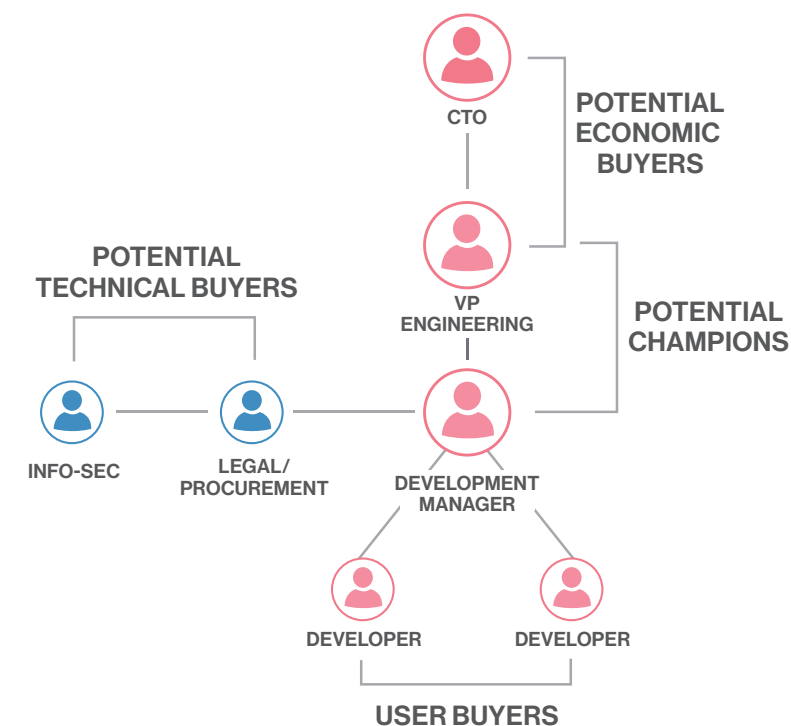 CTO
POTENTIAL
ECONOMIC
BUYERS
POTENTIAL
TECHNICAL BUYERS
VP
ENGINEERING
POTENTIAL
CHAMPIONS
INFO-SEC
LEGAL/
PROCUREMENT
DEVELOPMENT
MANAGER
DEVELOPER
DEVELOPER
USER BUYERS